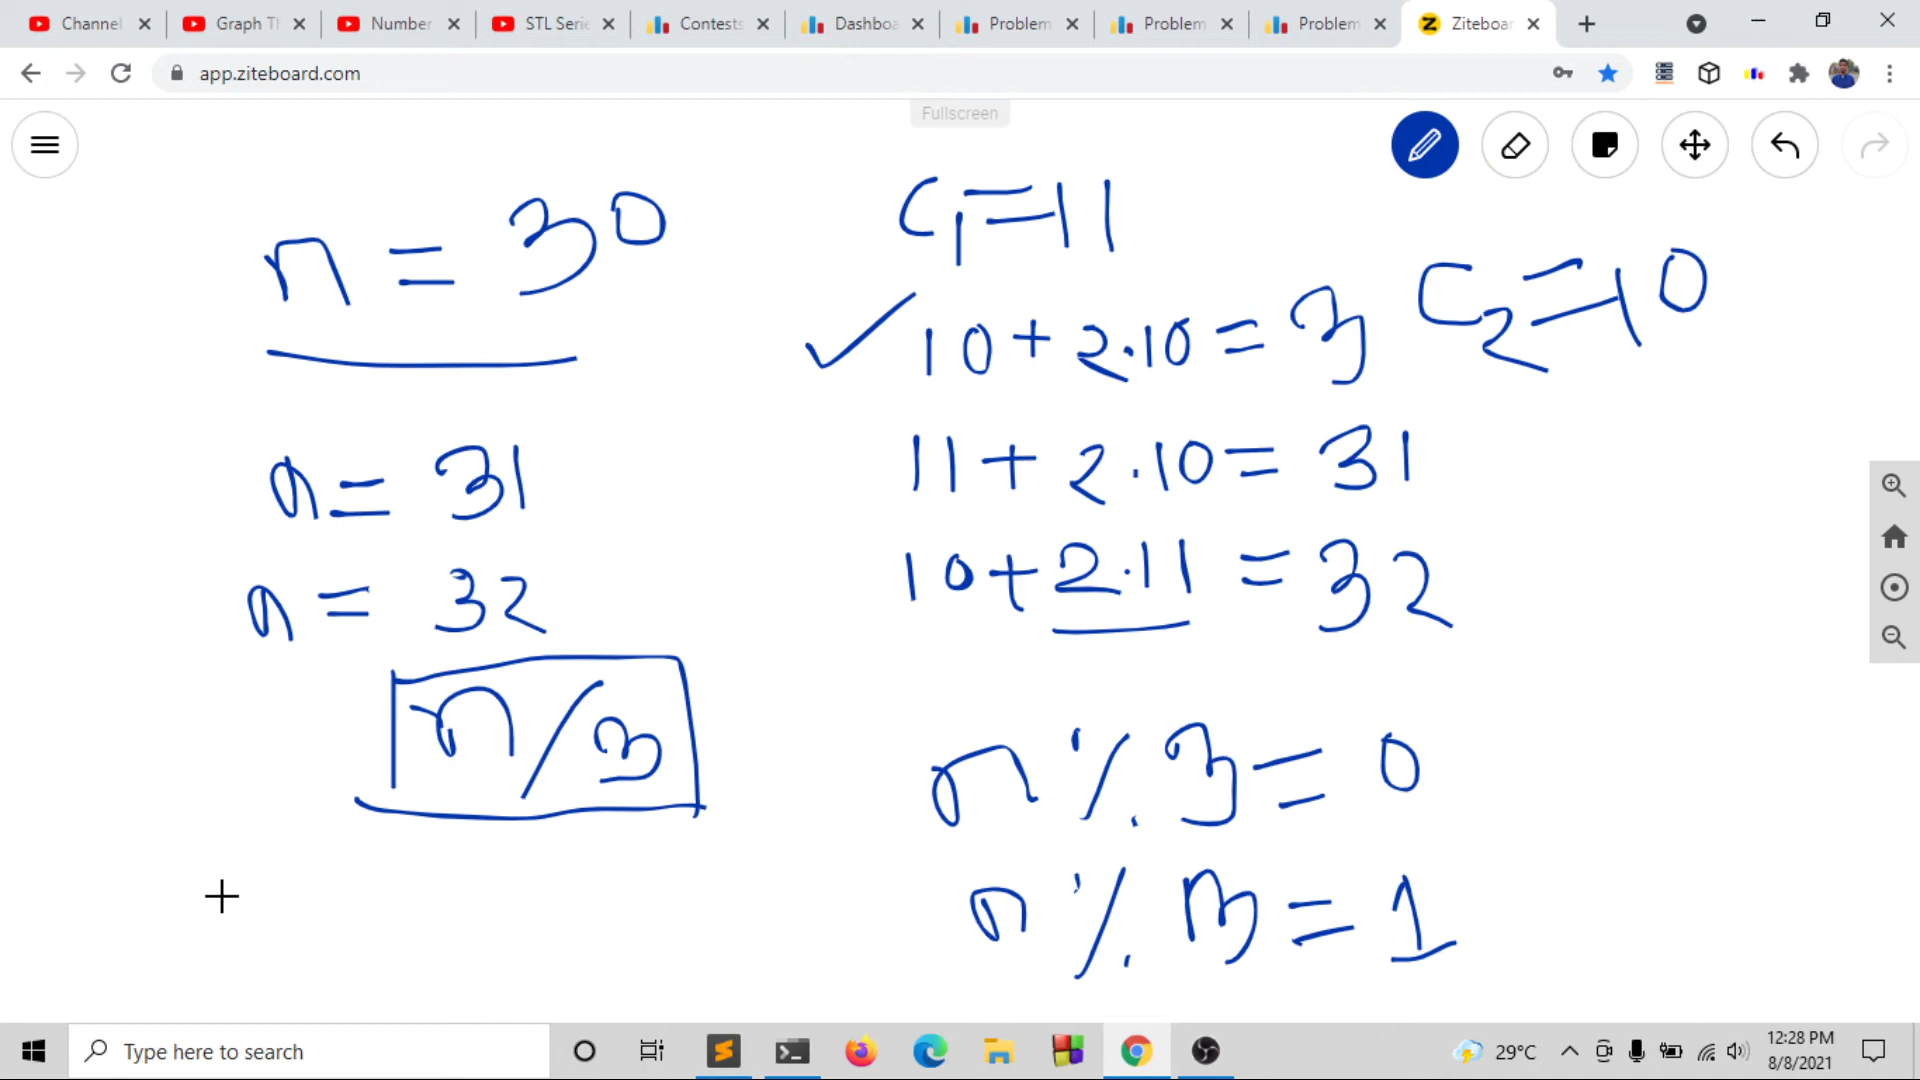 Channel
Graph Th
Number
STL Serie
Contests
Dashboa
Problem
Problem
Problem
Ziteboar
app.ziteboard.com
Fullscreen
n = 30
n = 31
n = 32
n/3
C1 = 11
C2 = 10
10 + 2.10 = 3
11 + 2.10 = 31
10 + 2.11 = 32
n % 3 = 0
n % 3 = 1
Type here to search
29°C
12:28 PM
8/8/2021